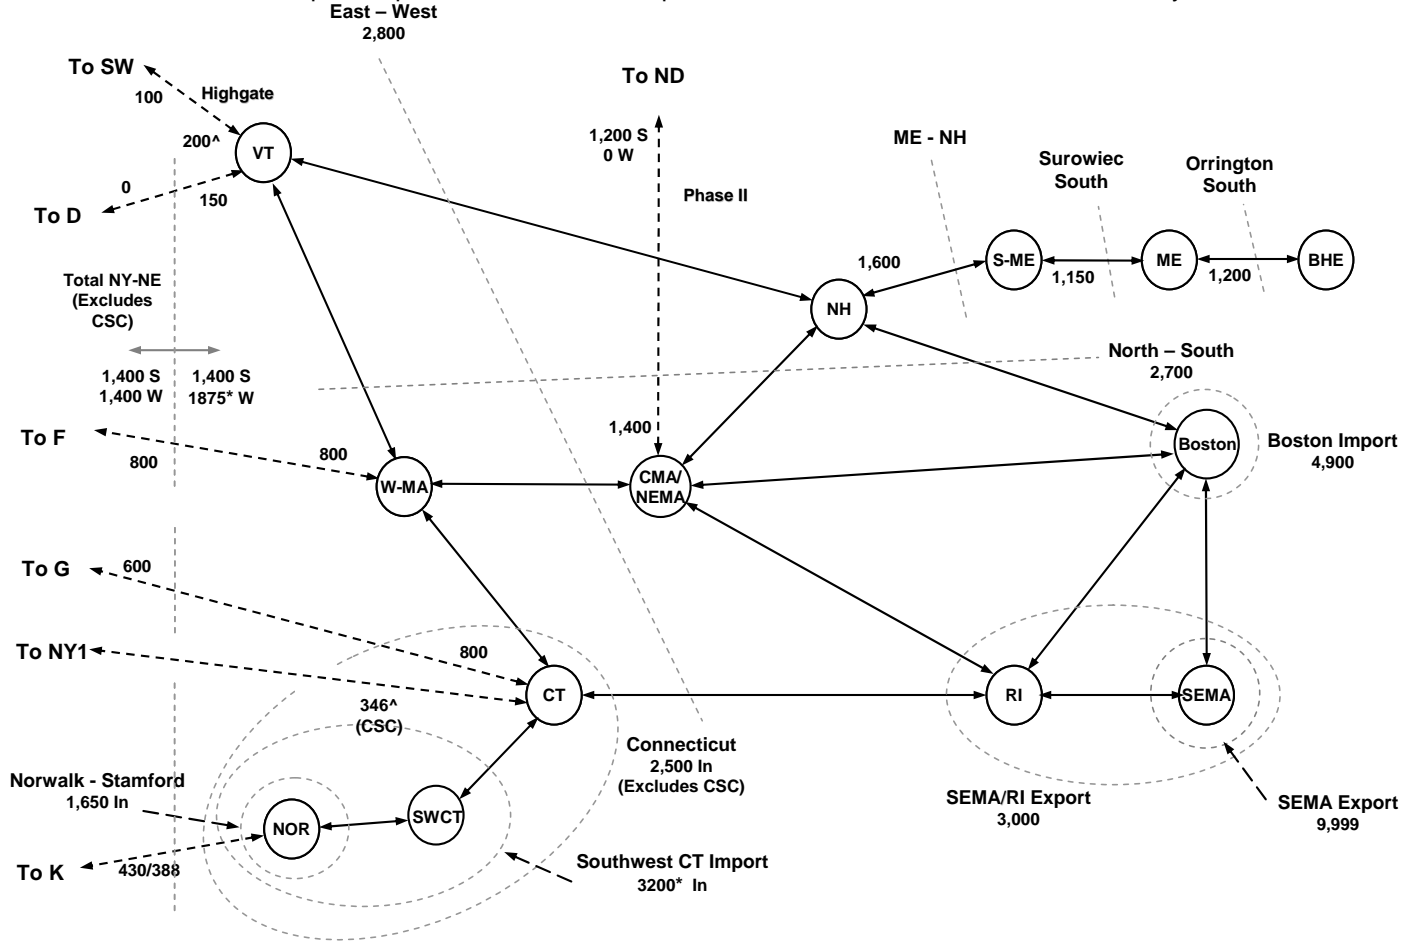 East – West
2,800
To SW
100
Highgate
200^
VT
To ND
1,200 S
0 W
Phase II
ME - NH
Surowiec
South
Orrington
South
0
150
To D
Total NY-NE
(Excludes
CSC)
1,600
S-ME
1,150
ME
1,200
BHE
NH
North – South
2,700
1,400 S
1,400 W
1,400 S
1875* W
To F
800
800
W-MA
1,400
CMA/
NEMA
Boston
Boston Import
4,900
To G
600
To NY1
800
CT
346^
(CSC)
RI
SEMA
Connecticut
2,500 In
(Excludes CSC)
Norwalk - Stamford
1,650 In
NOR
SWCT
SEMA/RI Export
3,000
SEMA Export
9,999
To K
430/388
Southwest CT Import
3200* In